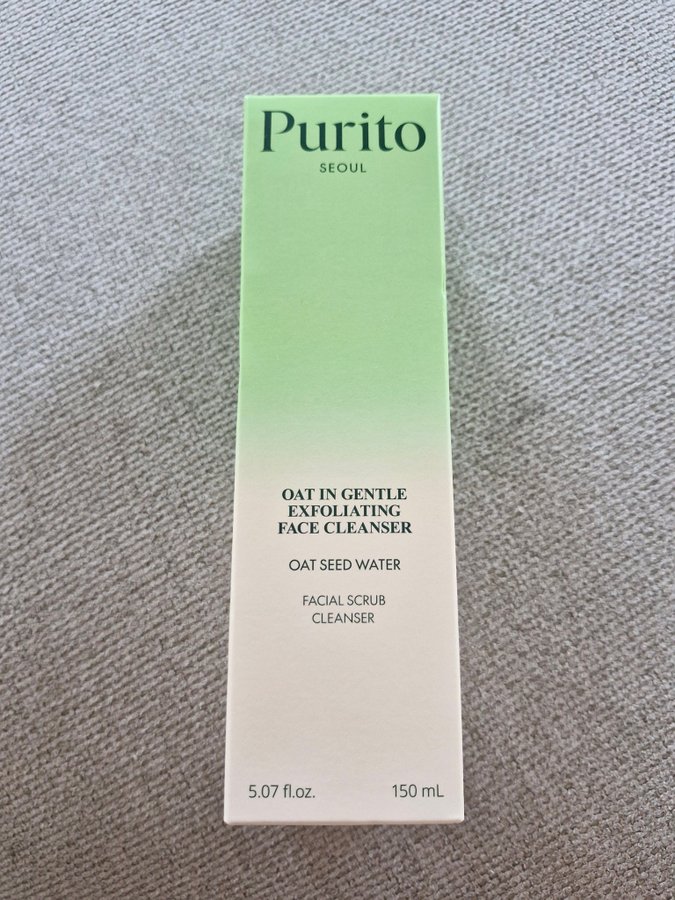 Purito
SEOUL
OAT IN GENTLE
EXFOLIATING
FACE CLEANSER
OAT SEED WATER
FACIAL SCRUB
CLEANSER
5.07 fl.oz. 150 mL